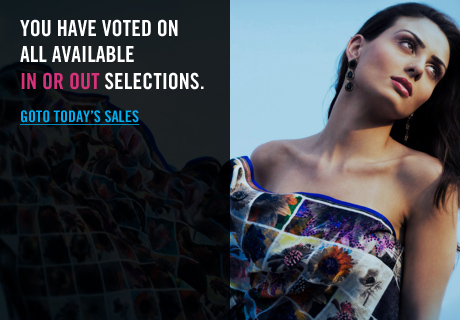 YOU HAVE VOTED ON
ALL AVAILABLE
IN OR OUT SELECTIONS.
GOTO TODAY'S SALES